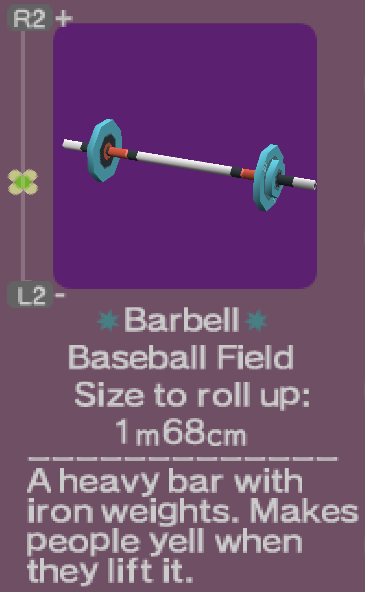 R2 +
L2 -
Barbell
Baseball Field
Size to roll up:
1m68cm
A heavy bar with
iron weights. Makes
people yell when
they lift it.